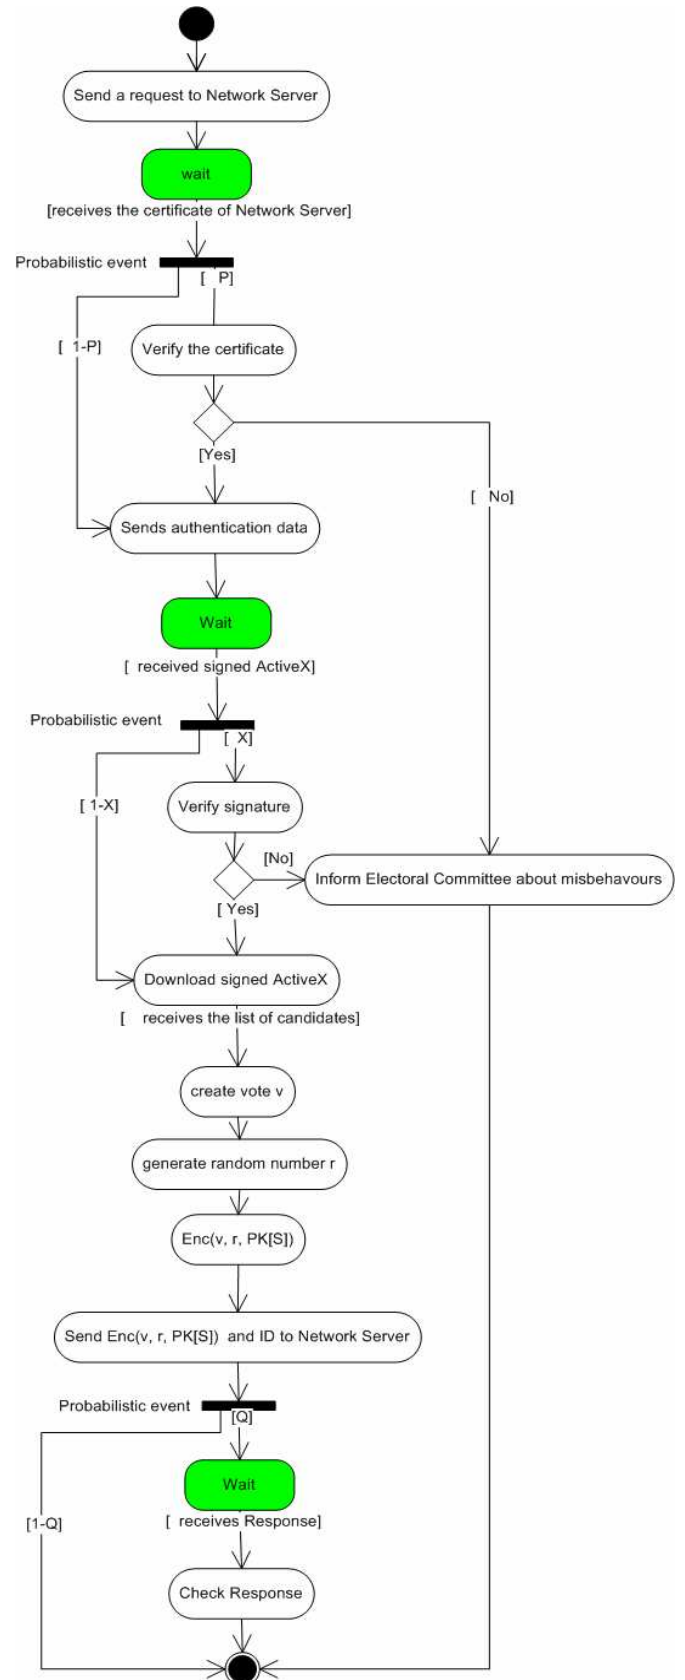 Send a request to Network Server
wait
[receives the certificate of Network Server]
Probabilistic event
[ P]
[ 1-P]
Verify the certificate
[Yes]
[ No]
Sends authentication data
Wait
[ received signed ActiveX]
Probabilistic event
[ X]
[ 1-X]
Verify signature
[No]
Inform Electoral Committee about misbehavours
[ Yes]
Download signed ActiveX
[ receives the list of candidates]
create vote v
generate random number r
Enc(v, r, PK[S])
Send Enc(v, r, PK[S]) and ID to Network Server
Probabilistic event
[Q]
Wait
[1-Q]
[ receives Response]
Check Response